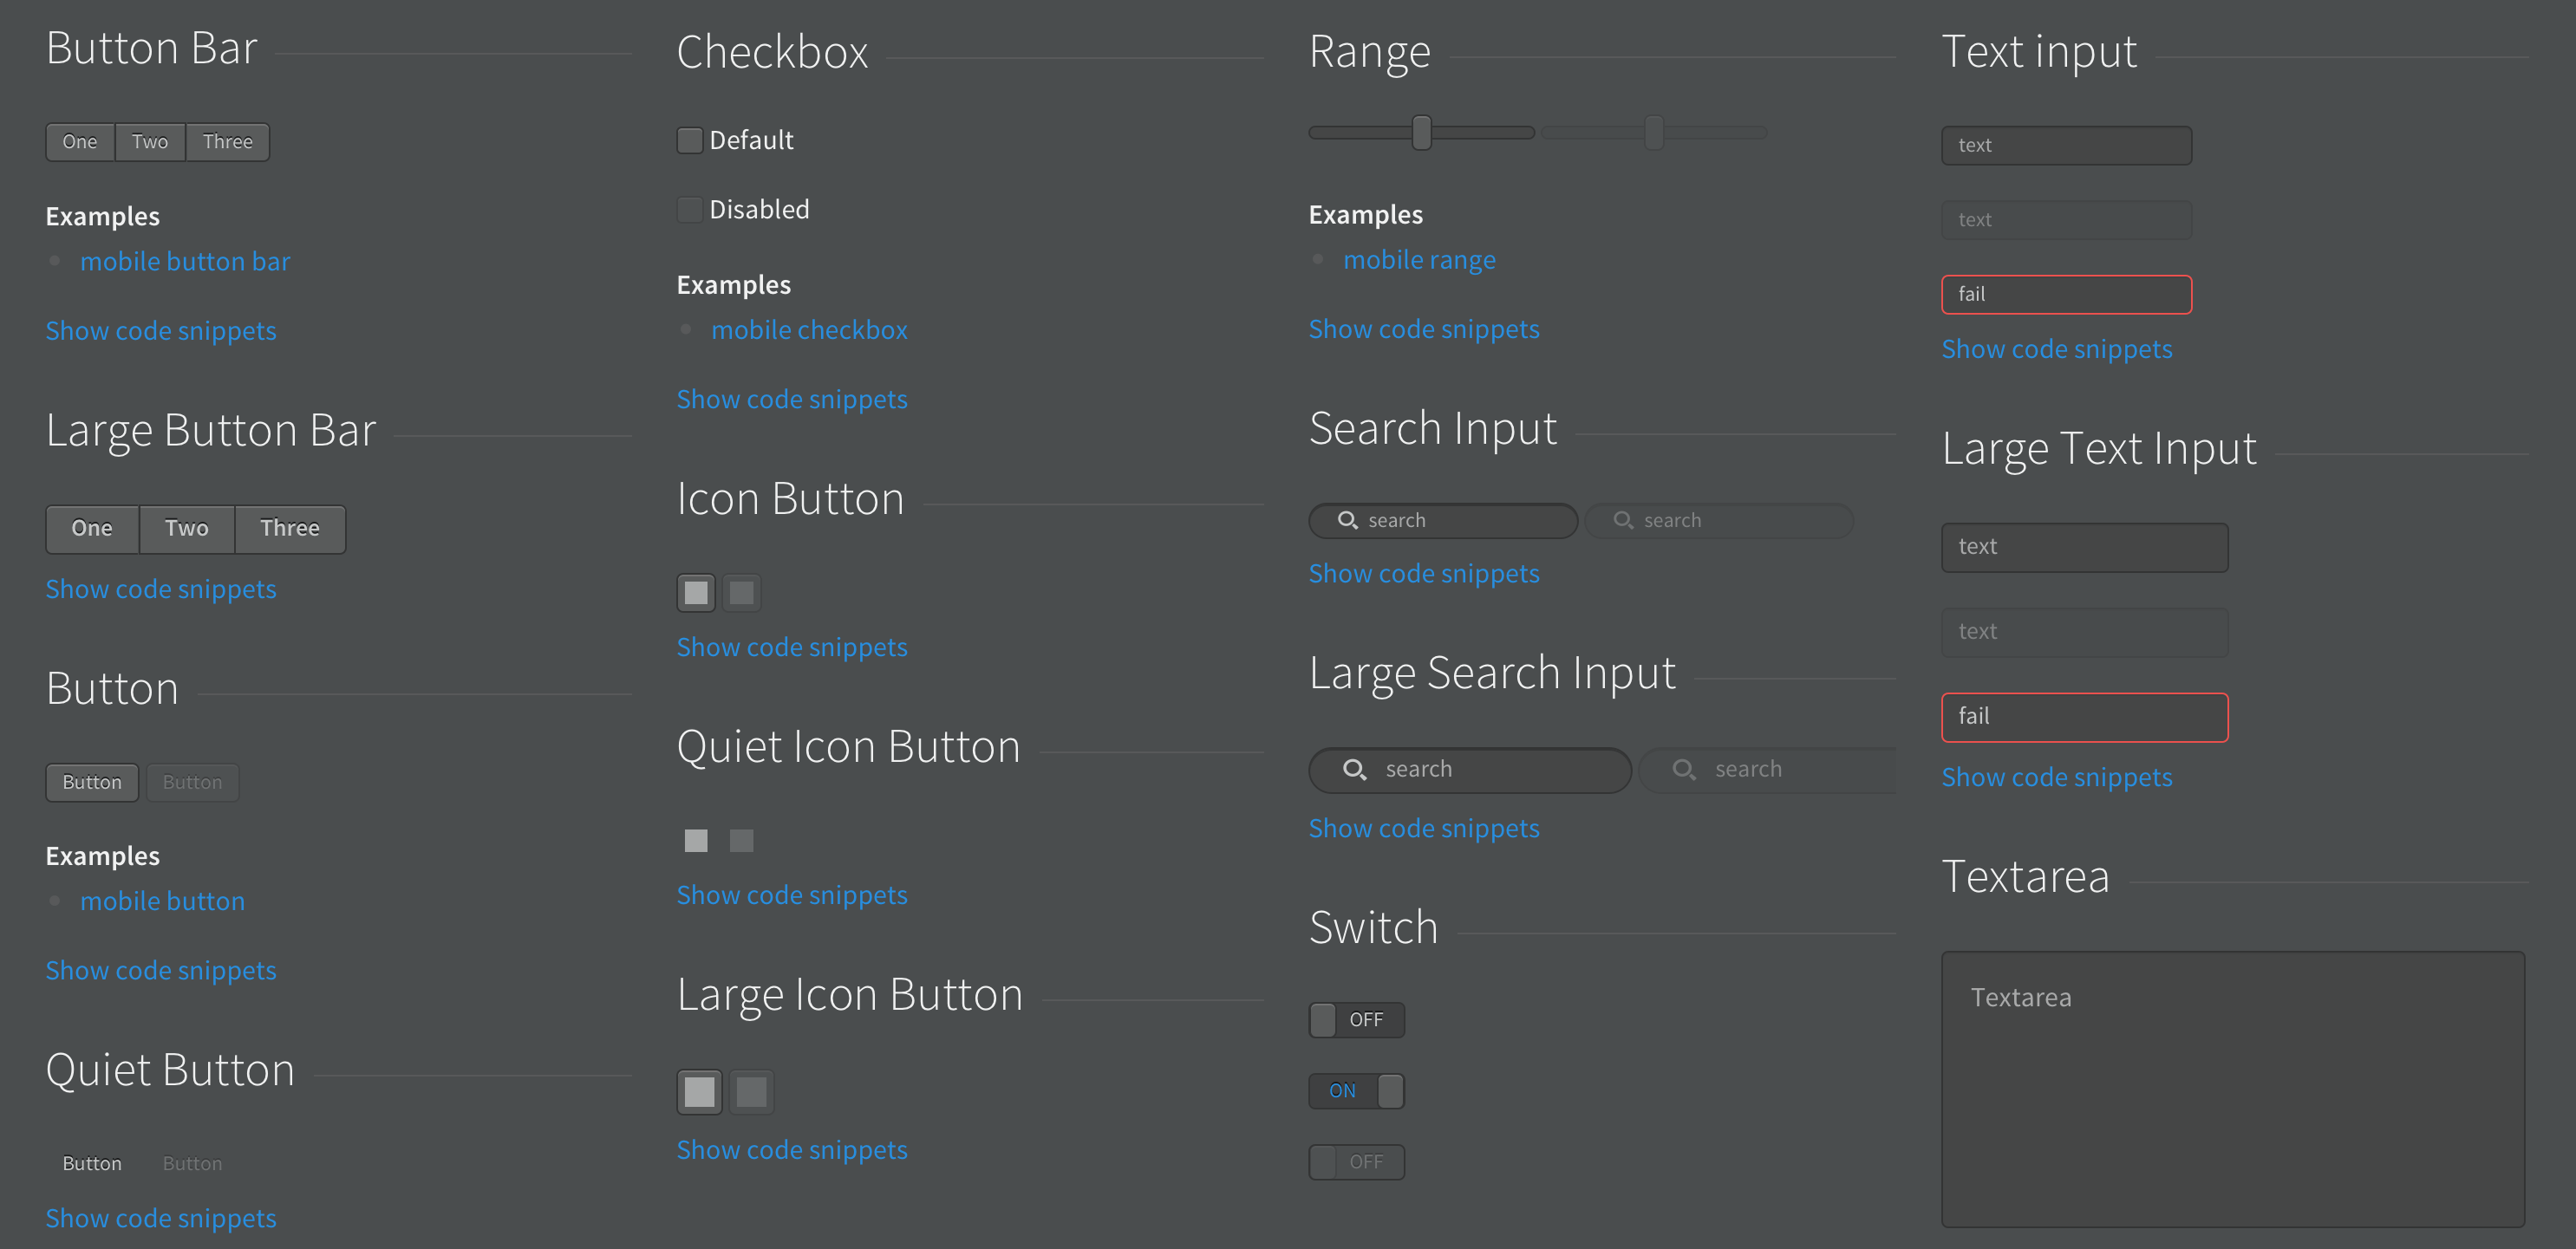 Button Bar
One Two Three
Examples
mobile button bar
Show code snippets
Large Button Bar
One Two Three
Show code snippets
Button
Button Button
Examples
mobile button
Show code snippets
Quiet Button
Button Button
Show code snippets
Checkbox
Default
Disabled
Examples
mobile checkbox
Show code snippets
Icon Button
Show code snippets
Quiet Icon Button
Show code snippets
Large Icon Button
Show code snippets
Range
Examples
mobile range
Show code snippets
Search Input
search search
Show code snippets
Large Search Input
search search
Show code snippets
Switch
OFF
ON
OFF
Text input
text
text
fail
Show code snippets
Large Text Input
text
text
fail
Show code snippets
Textarea
Textarea